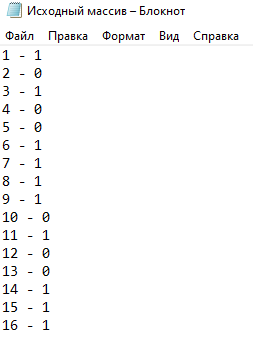 Исходный массив – Блокнот
Файл Правка Формат Вид Справка
1 - 1
2 - 0
3 - 1
4 - 0
5 - 0
6 - 1
7 - 1
8 - 1
9 - 1
10 - 0
11 - 1
12 - 0
13 - 0
14 - 1
15 - 1
16 - 1